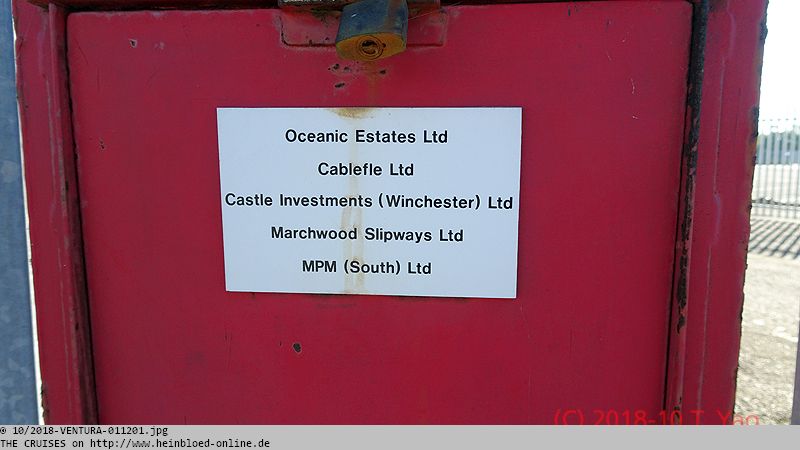 Oceanic Estates Ltd
Cablefle Ltd
Castle Investments (Winchester) Ltd
Marchwood Slipways Ltd
MPM (South) Ltd
(C) 2018-10 T. Yao
© 10/2018-VENTURA-011201.jpg
THE CRUISES on http://www.heinbloed-online.de